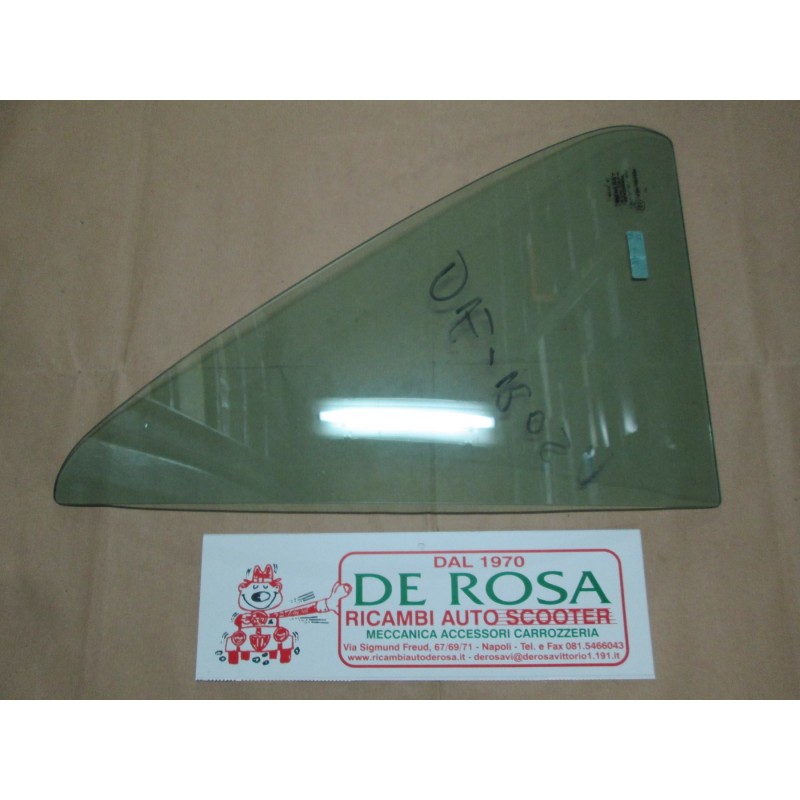 DAL 1970
DE ROSA
RICAMBI AUTO SCOOTER
MECCANICA ACCESSORI CARROZZERIA
Via Sigmund Freud, 67/69/71 - Napoli - Tel. e Fax 081.5466043
www.ricambiautoderosa.it - derosavi@derosavittorio1.191.it